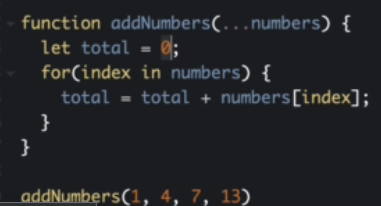 function addNumbers(...numbers) {
let total = 0;
for(index in numbers) {
total = total + numbers[index];
}
}
addNumbers(1, 4, 7, 13)